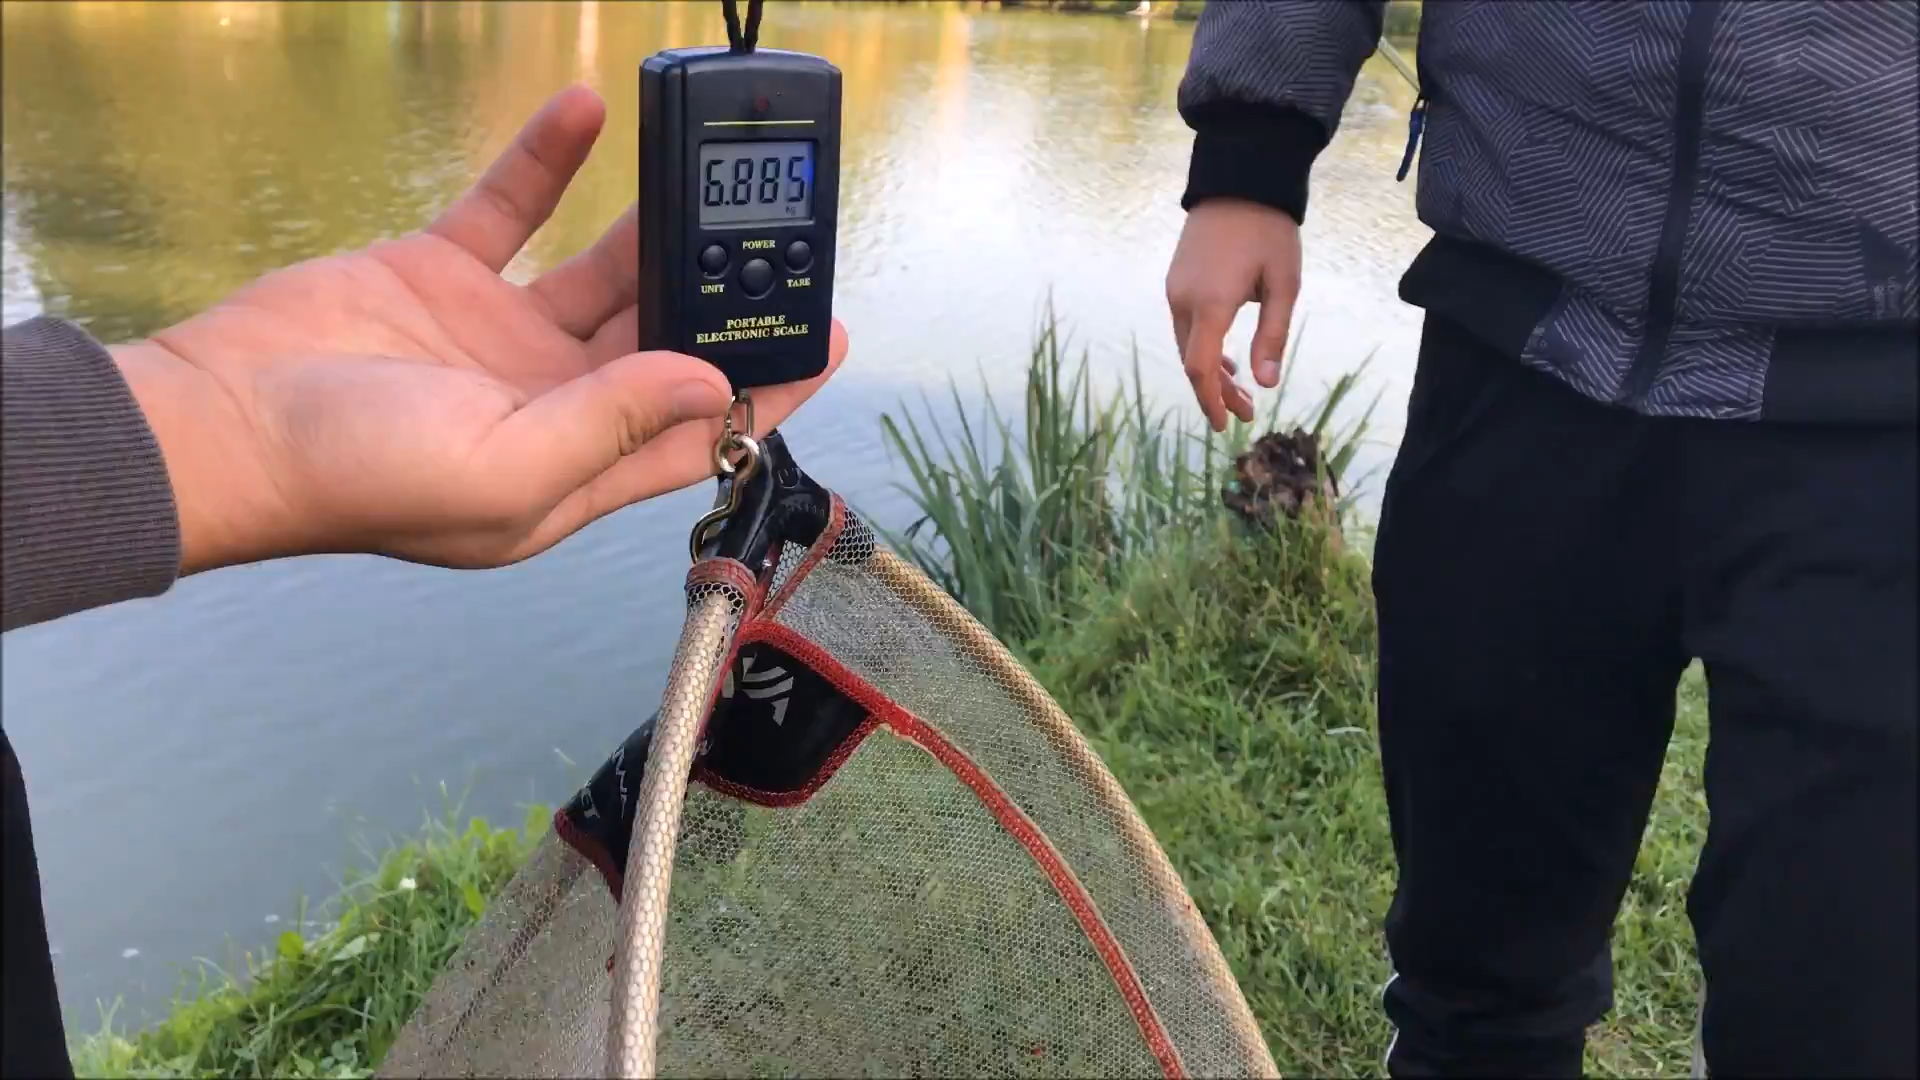 6.885
kg
POWER
UNIT TARE
PORTABLE
ELECTRONIC SCALE